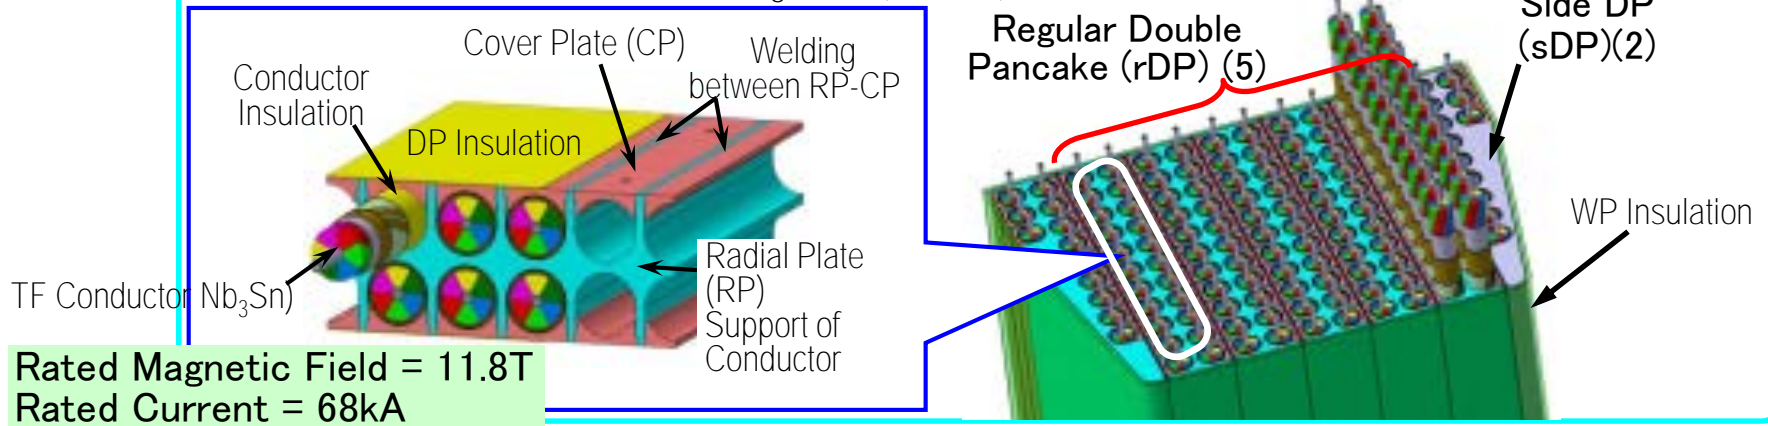 Side DP
(sDP)(2)
Regular Double
Pancake (rDP) (5)
Cover Plate (CP)
Welding
between RP-CP
Conductor
Insulation
DP Insulation
WP Insulation
Radial Plate
(RP)
Support of
Conductor
TF Conductor Nb₃Sn)
Rated Magnetic Field = 11.8T
Rated Current = 68kA